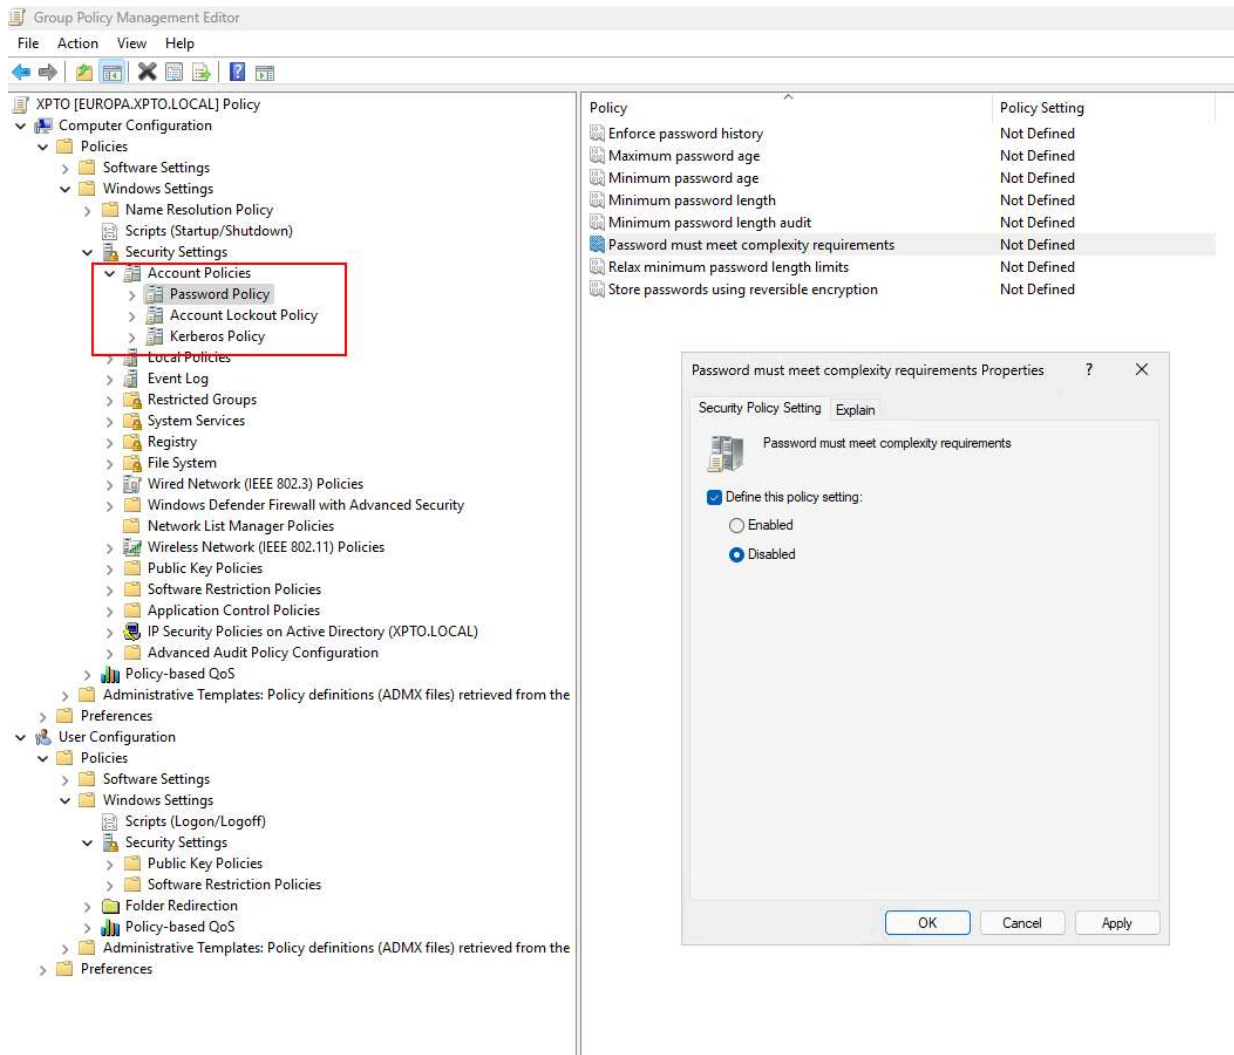 Group Policy Management Editor
File Action View Help
XPTO [EUROPA.XPTO.LOCAL] Policy
Computer Configuration
Policies
Software Settings
Windows Settings
Name Resolution Policy
Scripts (Startup/Shutdown)
Security Settings
Account Policies
Password Policy
Account Lockout Policy
Kerberos Policy
Local Policies
Event Log
Restricted Groups
System Services
Registry
File System
Wired Network (IEEE 802.3) Policies
Windows Defender Firewall with Advanced Security
Network List Manager Policies
Wireless Network (IEEE 802.11) Policies
Public Key Policies
Software Restriction Policies
Application Control Policies
IP Security Policies on Active Directory (XPTO.LOCAL)
Advanced Audit Policy Configuration
Policy-based QoS
Administrative Templates: Policy definitions (ADMX files) retrieved from the
Preferences
User Configuration
Policies
Software Settings
Windows Settings
Scripts (Logon/Logoff)
Security Settings
Public Key Policies
Software Restriction Policies
Folder Redirection
Policy-based QoS
Administrative Templates: Policy definitions (ADMX files) retrieved from the
Preferences
Policy Policy Setting
Enforce password history Not Defined
Maximum password age Not Defined
Minimum password age Not Defined
Minimum password length Not Defined
Minimum password length audit Not Defined
Password must meet complexity requirements Not Defined
Relax minimum password length limits Not Defined
Store passwords using reversible encryption Not Defined
Password must meet complexity requirements Properties ?
Security Policy Setting Explain
Password must meet complexity requirements
Define this policy setting:
Enabled
Disabled
OK Cancel Apply